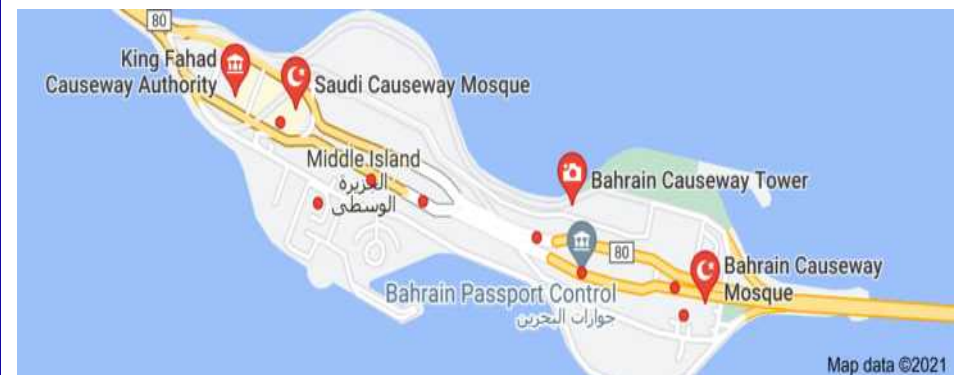 80
King Fahad
Causeway Authority
Saudi Causeway Mosque
Middle Island
الجزيرة
الوسطى
Bahrain Causeway Tower
80
Bahrain Causeway
Mosque
Bahrain Passport Control
جوازات البحرين
Map data ©2021